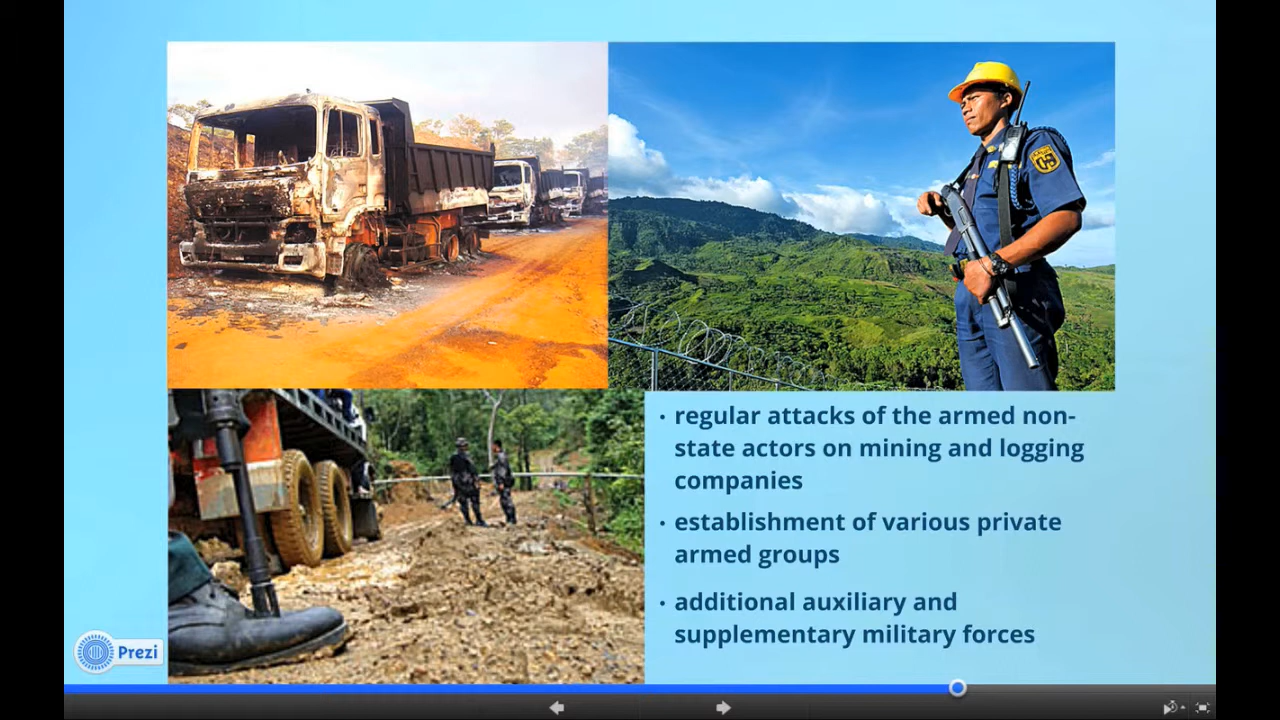 • regular attacks of the armed non-
state actors on mining and logging
companies
• establishment of various private
armed groups
• additional auxiliary and
supplementary military forces
Prezi